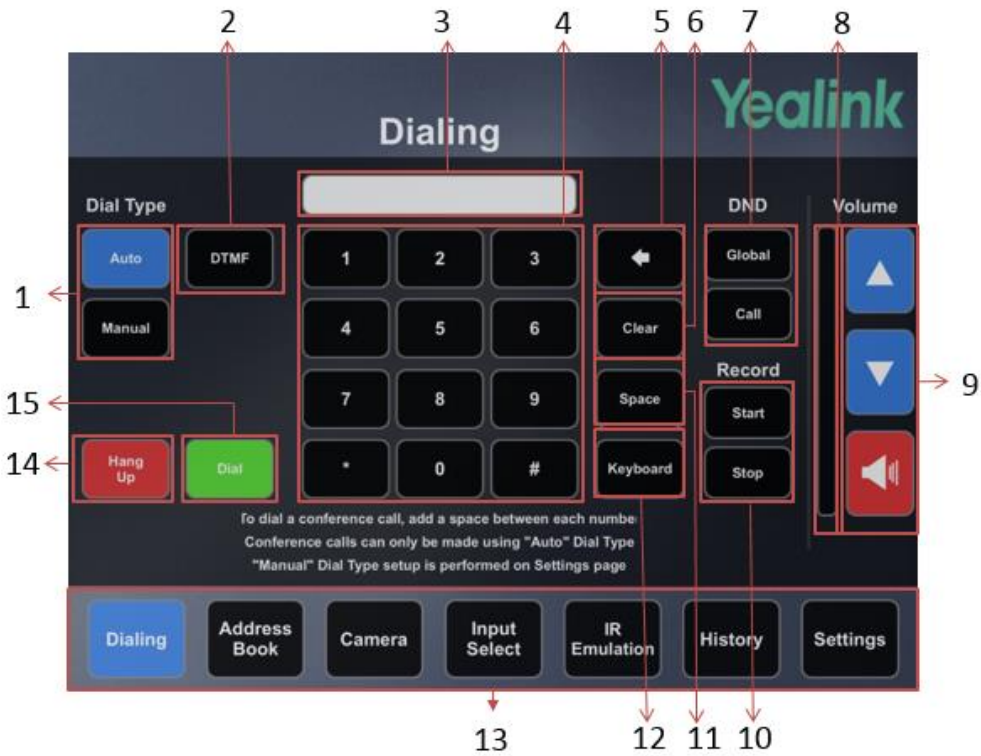 2 3 4 5 6 7 8
Yealink
Dialing
Dial Type DND Volume
Auto DTMF 1 2 3 Global
1
Manual 4 5 6 Clear Call
Record
9
15 7 8 9 Space Start
14 Hang Up Dial * 0 # Keyboard Stop
To dial a conference call, add a space between each numbe
Conference calls can only be made using "Auto" Dial Type
"Manual" Dial Type setup is performed on Settings page
Dialing Address Book Camera Input Select IR Emulation History Settings
13 12 11 10